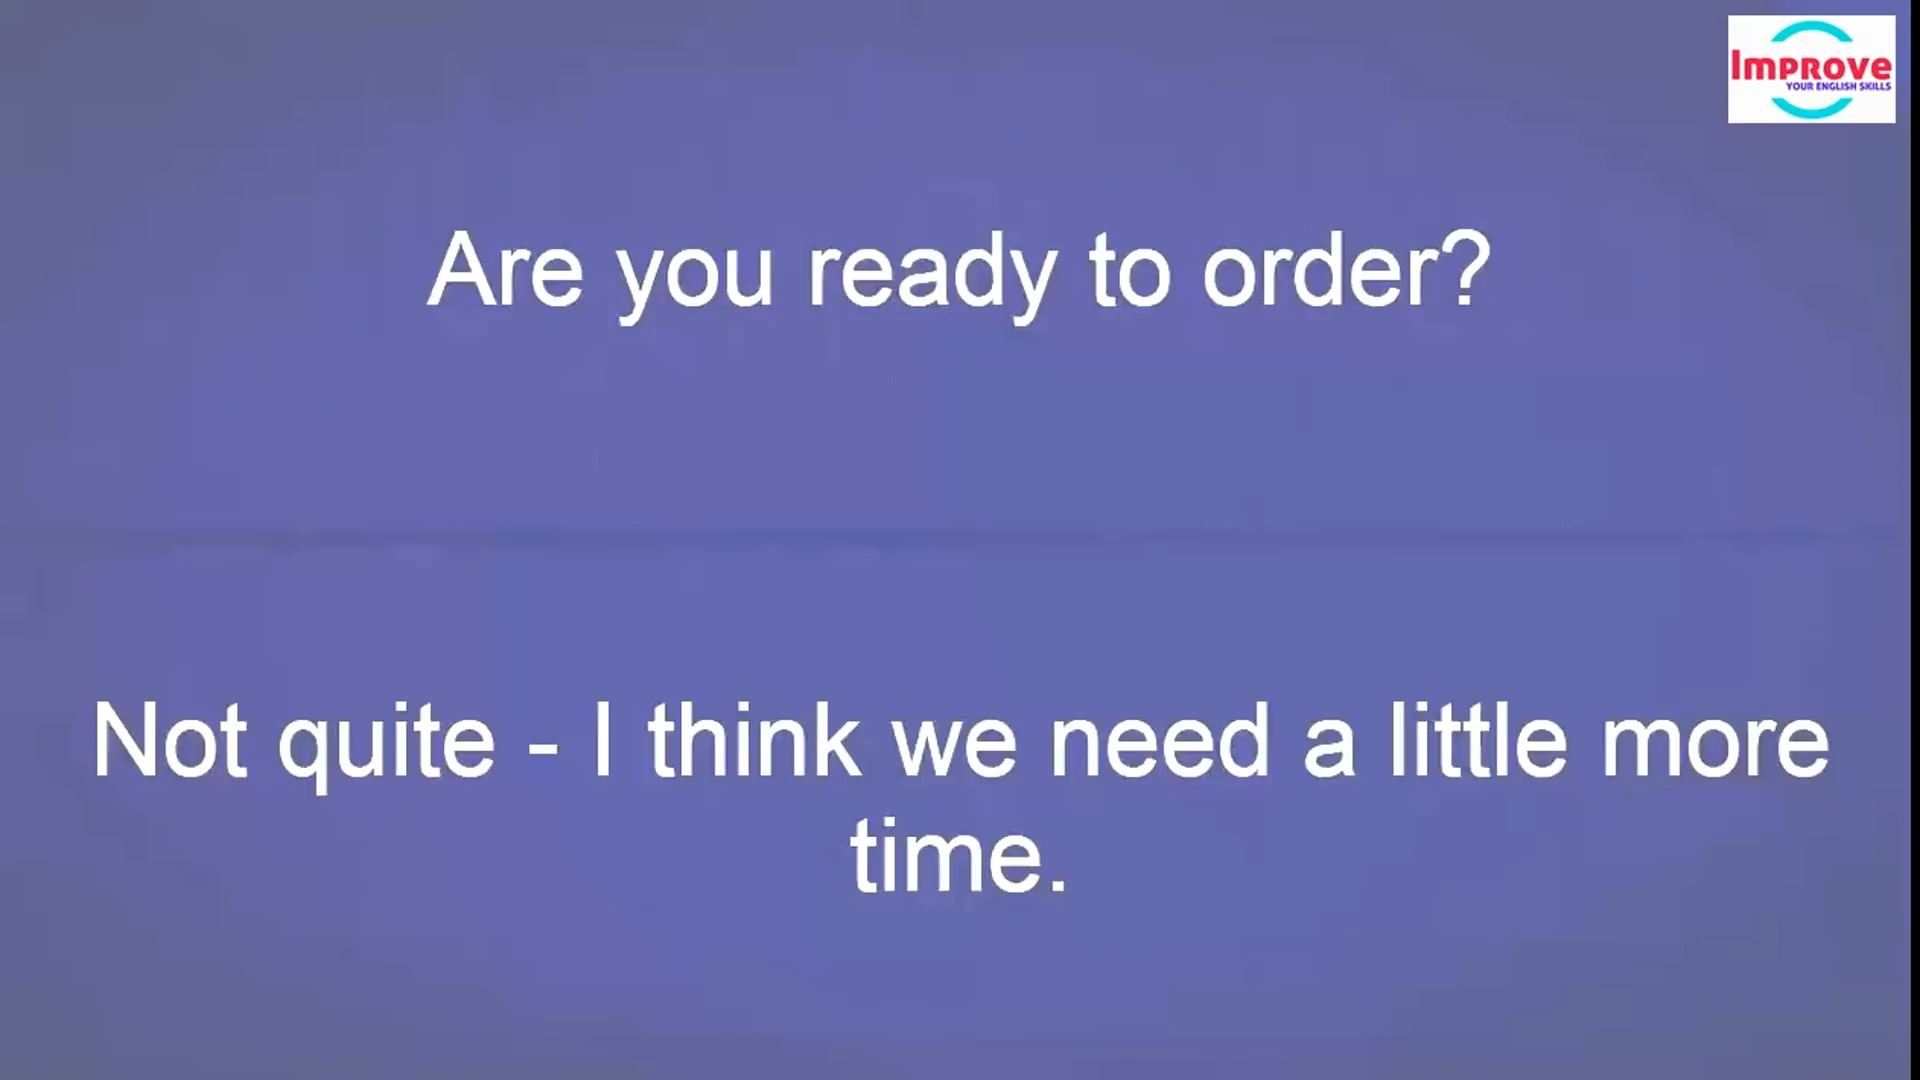 Improve
YOUR ENGLISH SKILLS
Are you ready to order?
Not quite - I think we need a little more
time.